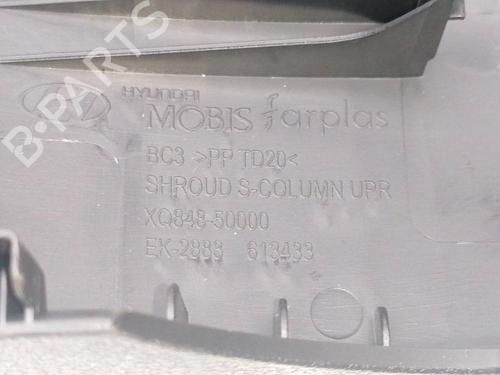 HYUNDAI
MOBIS farplas
BC3 >PP TD20<
SHROUD S-COLUMN UPR
XQ848-50000
EK-2883 613433
B-PARTS